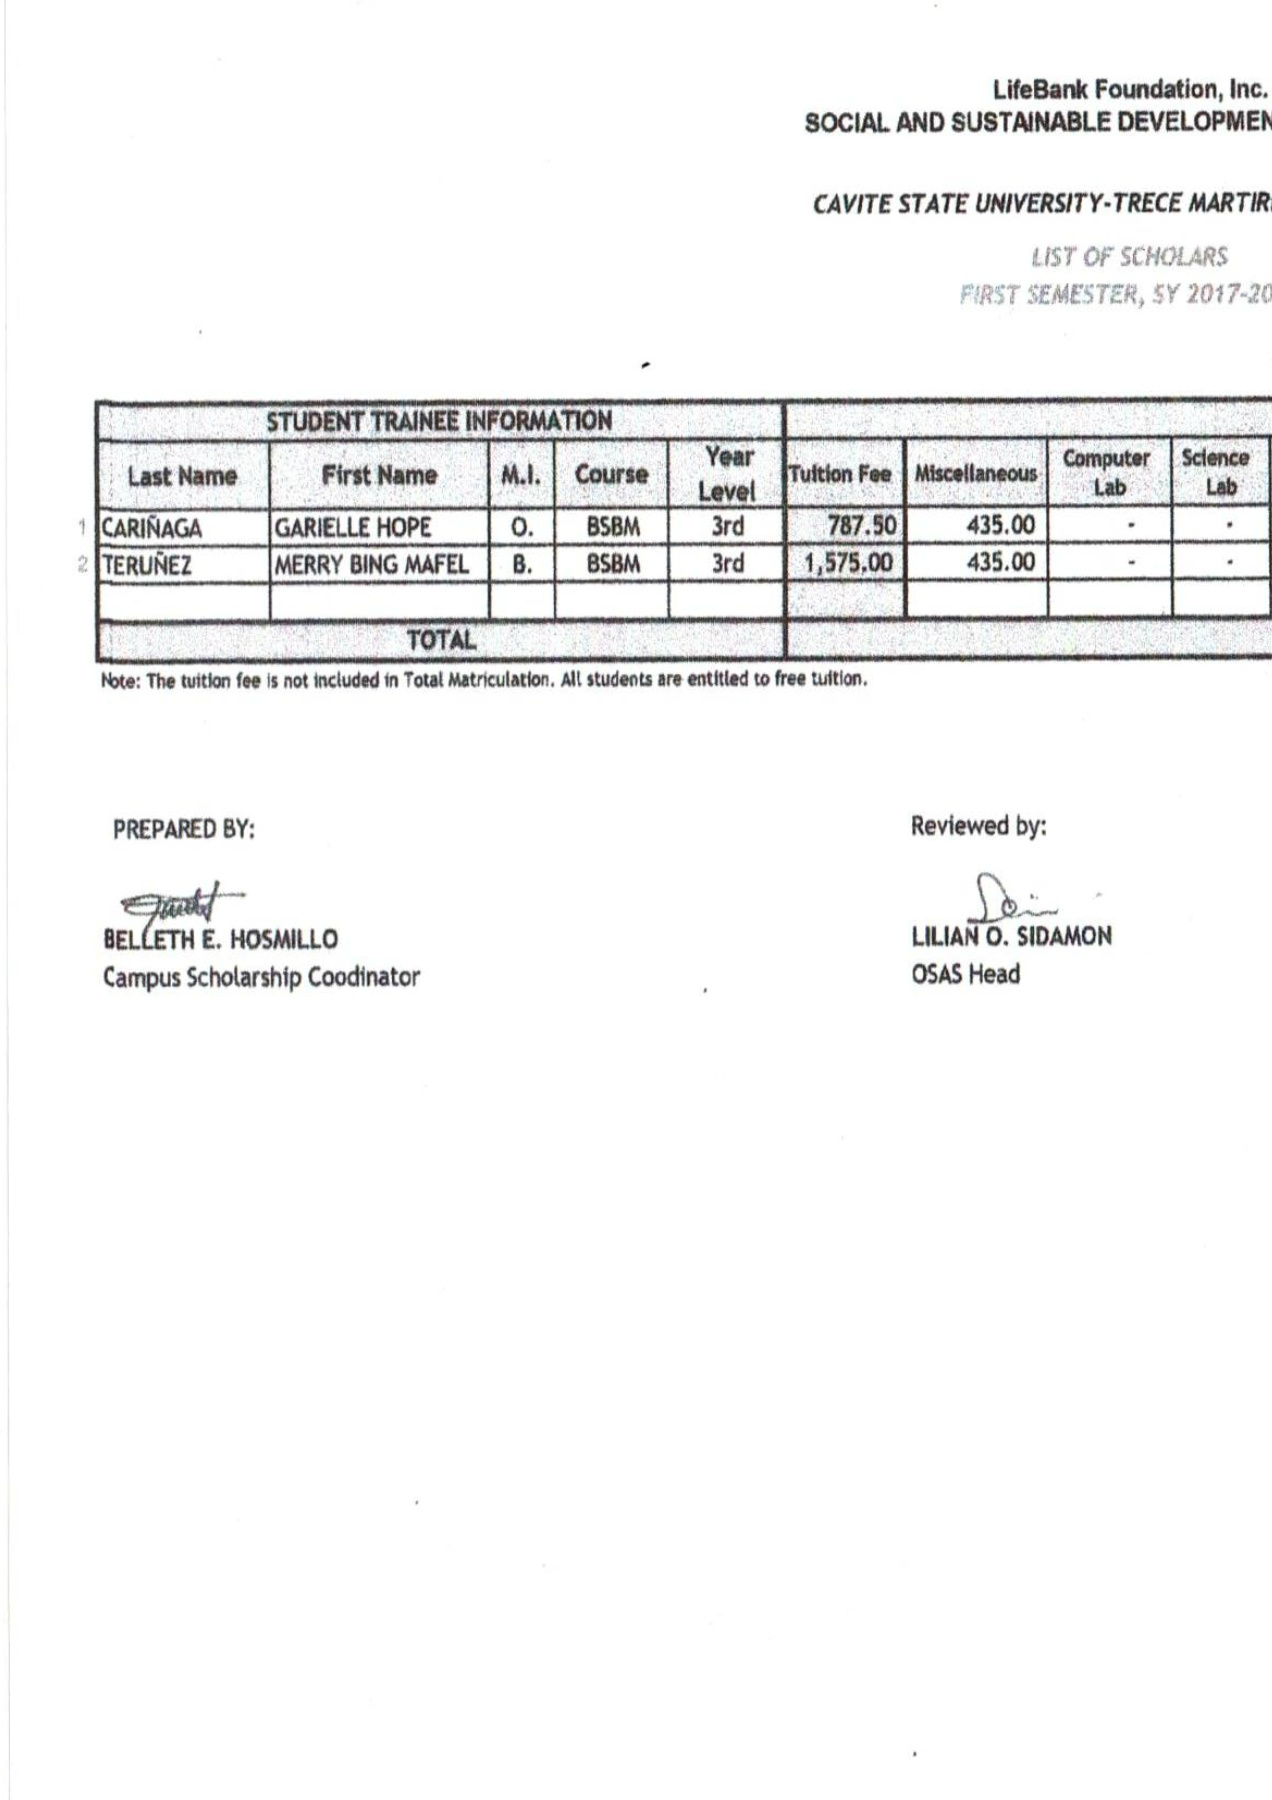 LifeBank Foundation, Inc.
SOCIAL AND SUSTAINABLE DEVELOPMEN
CAVITE STATE UNIVERSITY-TRECE MARTIR
LIST OF SCHOLARS
FIRST SEMESTER, SY 2017-20
STUDENT TRAINEE INFORMATION
Last Name First Name M.I. Course Year Level Tuition Fee Miscellaneous Computer Lab Science Lab
1 CARIÑAGA GARIELLE HOPE O. BSBM 3rd 787.50 435.00 - -
2 TERUÑEZ MERRY BING MAFEL B. BSBM 3rd 1,575.00 435.00 - -
TOTAL
Note: The tuition fee is not included in Total Matriculation. All students are entitled to free tuition.
PREPARED BY: Reviewed by:
BELLETH E. HOSMILLO LILIAN O. SIDAMON
Campus Scholarship Coodinator OSAS Head